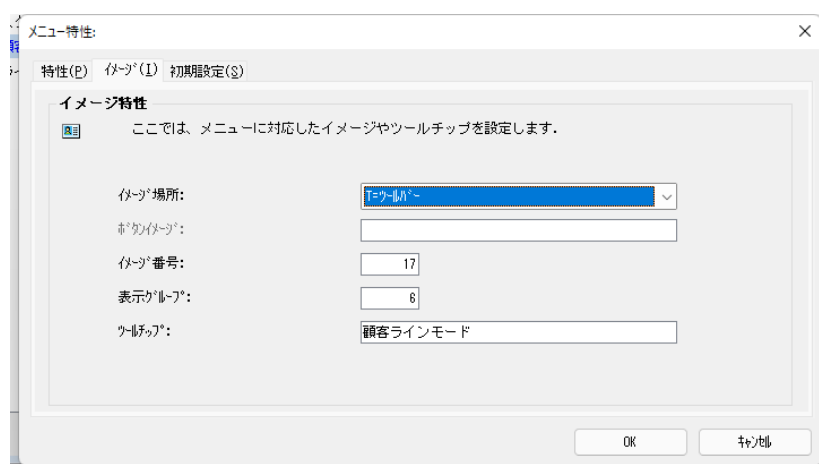 メニュー特性:
特性(P) ｲﾒｰｼﾞ(I) 初期設定(S)
イメージ特性
ここでは、メニューに対応したイメージやツールチップを設定します.
ｲﾒｰｼﾞ場所:
T=ﾂｰﾙﾊﾞｰ
ﾎﾞﾀﾝｲﾒｰｼﾞ:
ｲﾒｰｼﾞ番号:
17
表示ｸﾞﾙｰﾌﾟ:
6
ﾂｰﾙﾁｯﾌﾟ:
顧客ラインモード
OK
ｷｬﾝｾﾙ